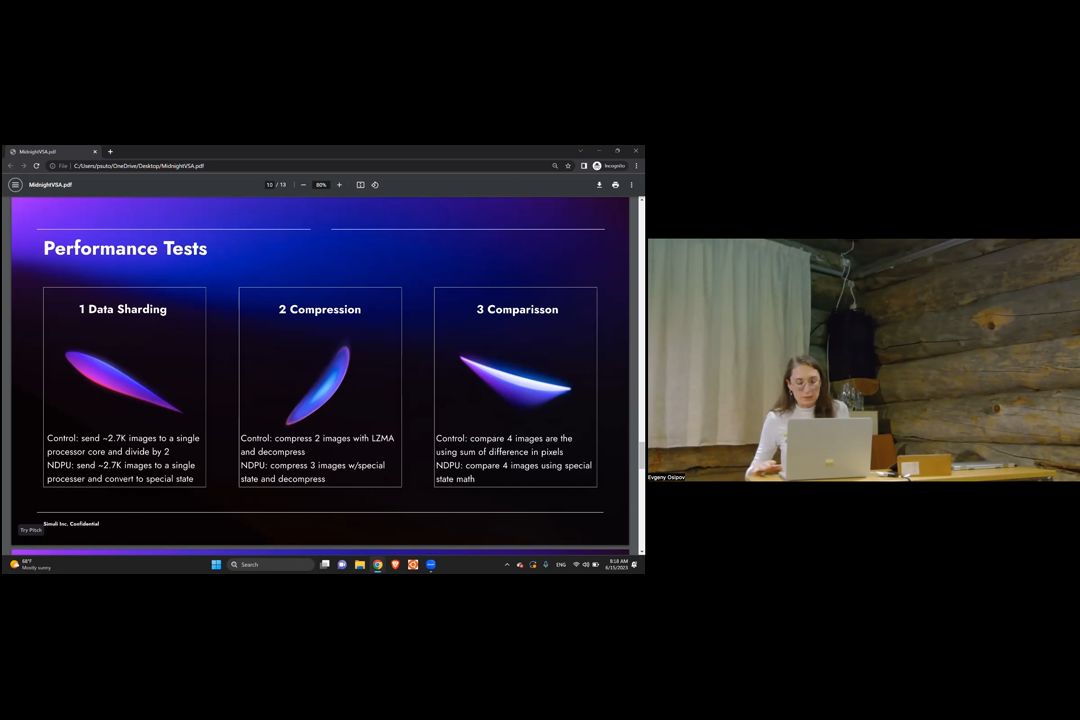 MidnightVSA.pdf
File
C:/Users/psuto/OneDrive/Desktop/MidnightVSA.pdf
Incognito
MidnightVSA.pdf
10 / 13
80%
Performance Tests
1 Data Sharding
Control: send ~2.7K images to a single
processor core and divide by 2
NDPU: send ~2.7K images to a single
processor and convert to special state
2 Compression
Control: compress 2 images with LZMA
and decompress
NDPU: compress 3 images w/special
state and decompress
3 Comparisson
Control: compare 4 images are the
using sum of difference in pixels
NDPU: compare 4 images using special
state math
Simuli Inc. Confidential
Try Pitch
68°F
Mostly sunny
Search
ENG
8:18 AM
6/15/2023
Evgeny Osipov